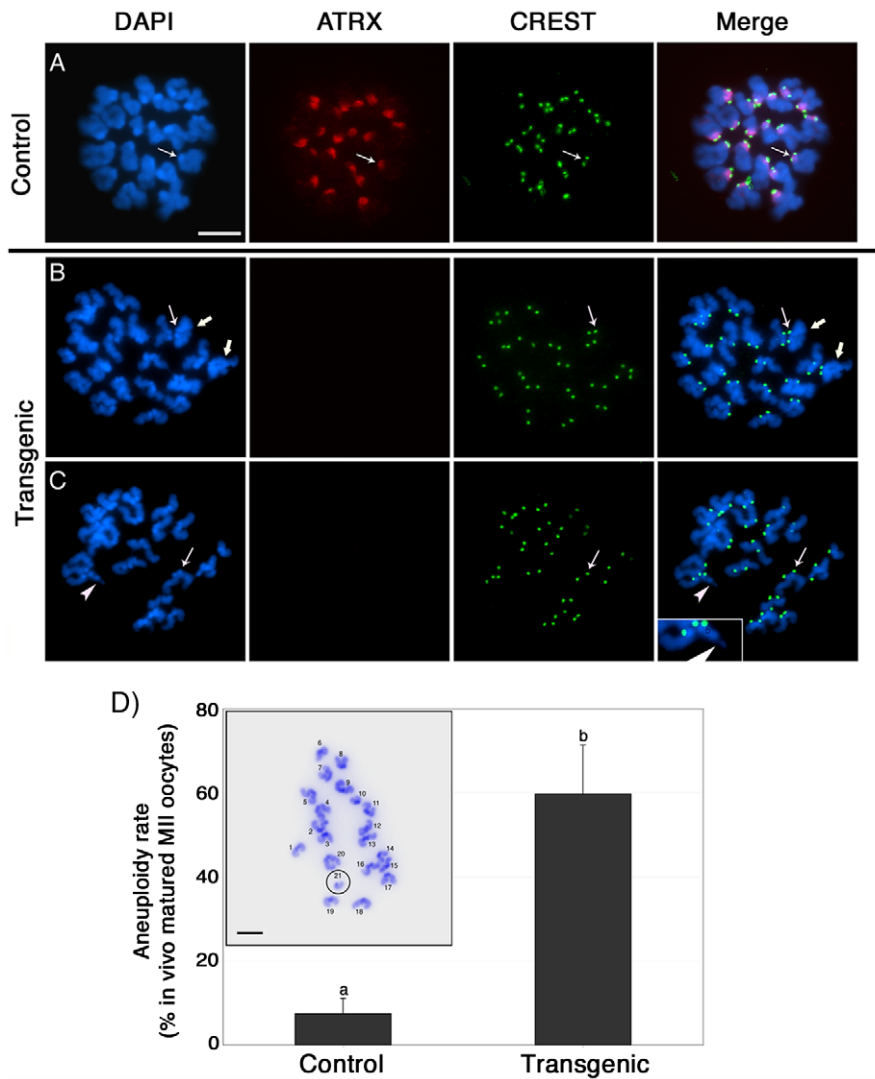 DAPI ATRX CREST Merge
A
Control
B
Transgenic
C
D)
Aneuploidy rate
(% in vivo matured MII oocytes)
80
60
40
20
0
6
8
7
9
5
10
4
11
2
12
3
13
1
14
20
16
15
21
17
19
18
a
b
Control Transgenic